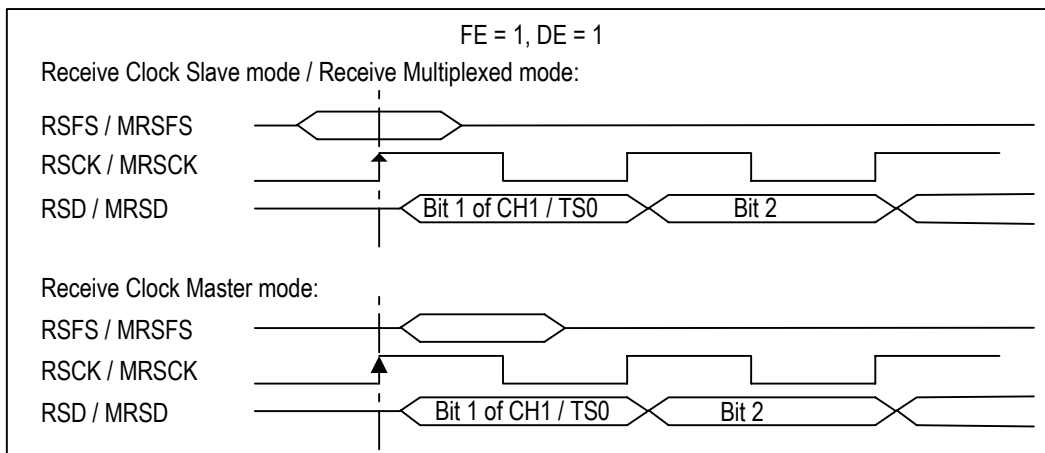 FE = 1, DE = 1
Receive Clock Slave mode / Receive Multiplexed mode:
RSFS / MRSFS
RSCK / MRSCK
RSD / MRSD
Bit 1 of CH1 / TS0
Bit 2
Receive Clock Master mode:
RSFS / MRSFS
RSCK / MRSCK
RSD / MRSD
Bit 1 of CH1 / TS0
Bit 2